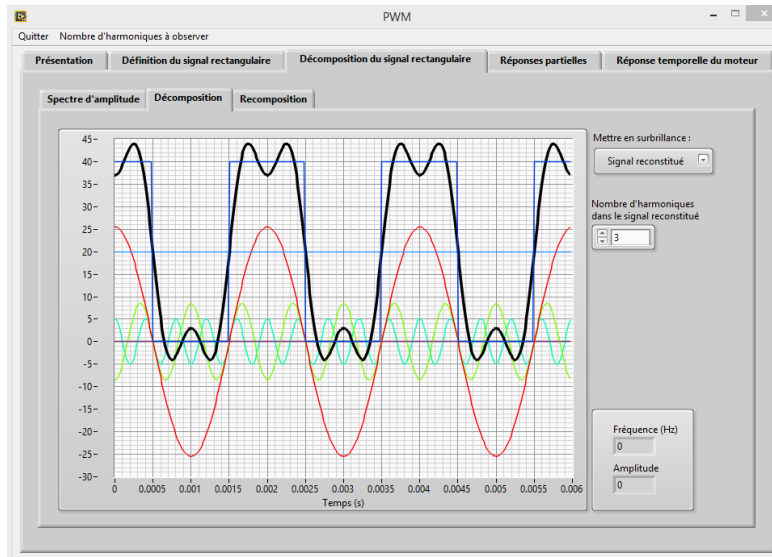 PWM
Quitter Nombre d'harmoniques à observer
Présentation Définition du signal rectangulaire Décomposition du signal rectangulaire Réponses partielles Réponse temporelle du moteur
Spectre d'amplitude Décomposition Recomposition
45-
40-
35-
30-
25-
20-
15-
10-
5-
0-
-5-
-10-
-15-
-20-
-25-
-30-
0 0.0005 0.001 0.0015 0.002 0.0025 0.003 0.0035 0.004 0.0045 0.005 0.0055 0.006
Temps (s)
Mettre en surbrillance :
Signal reconstitué
Nombre d'harmoniques
dans le signal reconstitué
3
Fréquence (Hz)
0
Amplitude
0